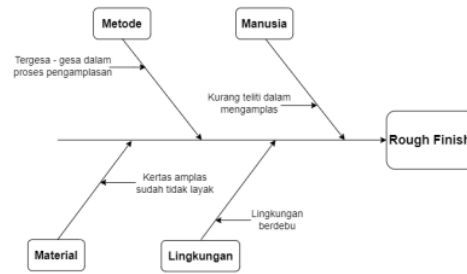 Metode
Manusia
Tergesa - gesa dalam
proses pengamplasan
Kurang teliti dalam
mengamplas
Rough Finish
Kertas amplas
sudah tidak layak
Lingkungan
berdebu
Material
Lingkungan